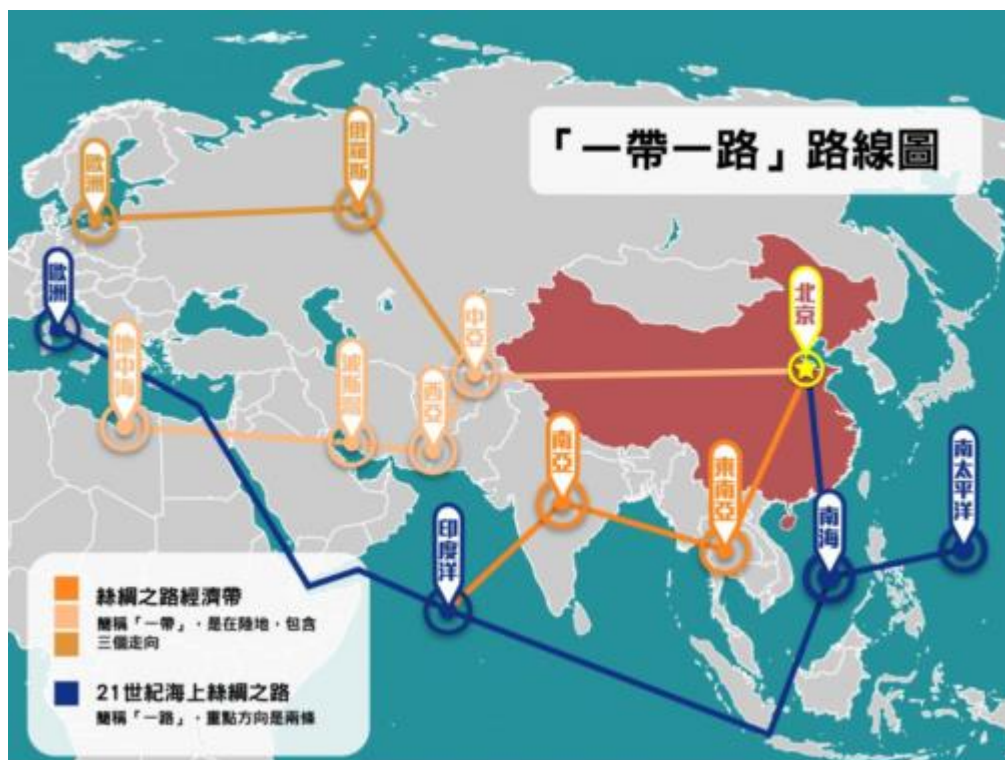 「一帶一路」路線圖
歐洲
俄羅斯
歐洲
地中海
波斯灣
西亞
中亞
北京
南亞
東南亞
印度洋
南海
南太平洋
絲綢之路經濟帶
簡稱「一帶」，是在陸地，包含
三個走向
21世紀海上絲綢之路
簡稱「一路」，重點方向是兩條